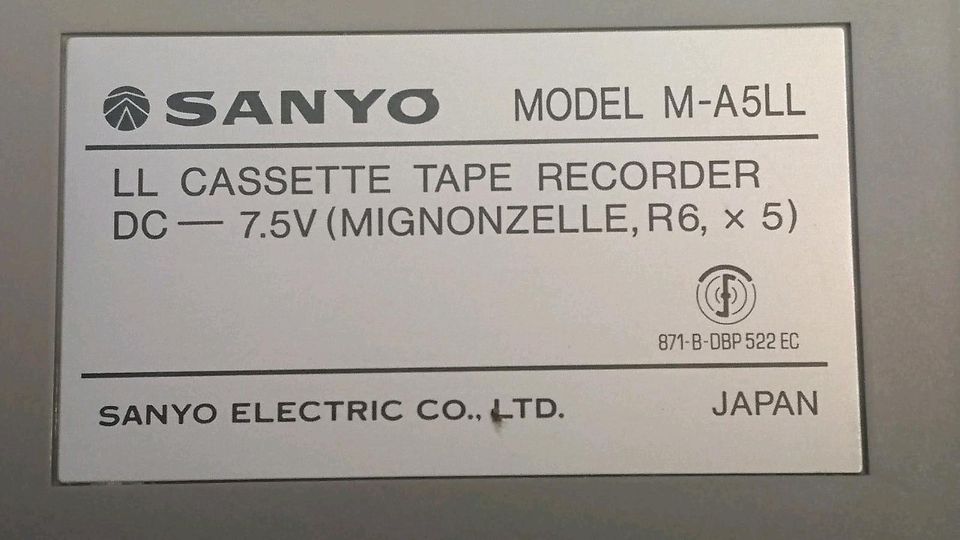 SANYO MODEL M-A5LL
LL CASSETTE TAPE RECORDER
DC — 7.5V (MIGNONZELLE, R6, × 5)
871-B-DBP 522 EC
SANYO ELECTRIC CO., LTD. JAPAN